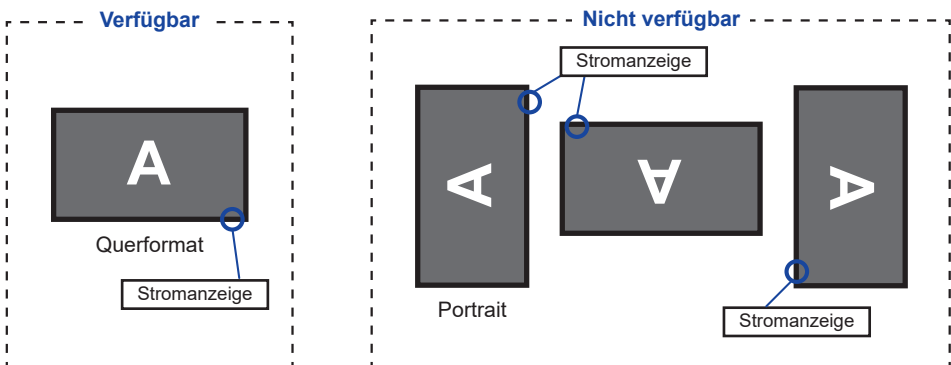 Verfügbar
A
Querformat
Stromanzeige
Nicht verfügbar
Stromanzeige
A
A
A
Portrait
Stromanzeige